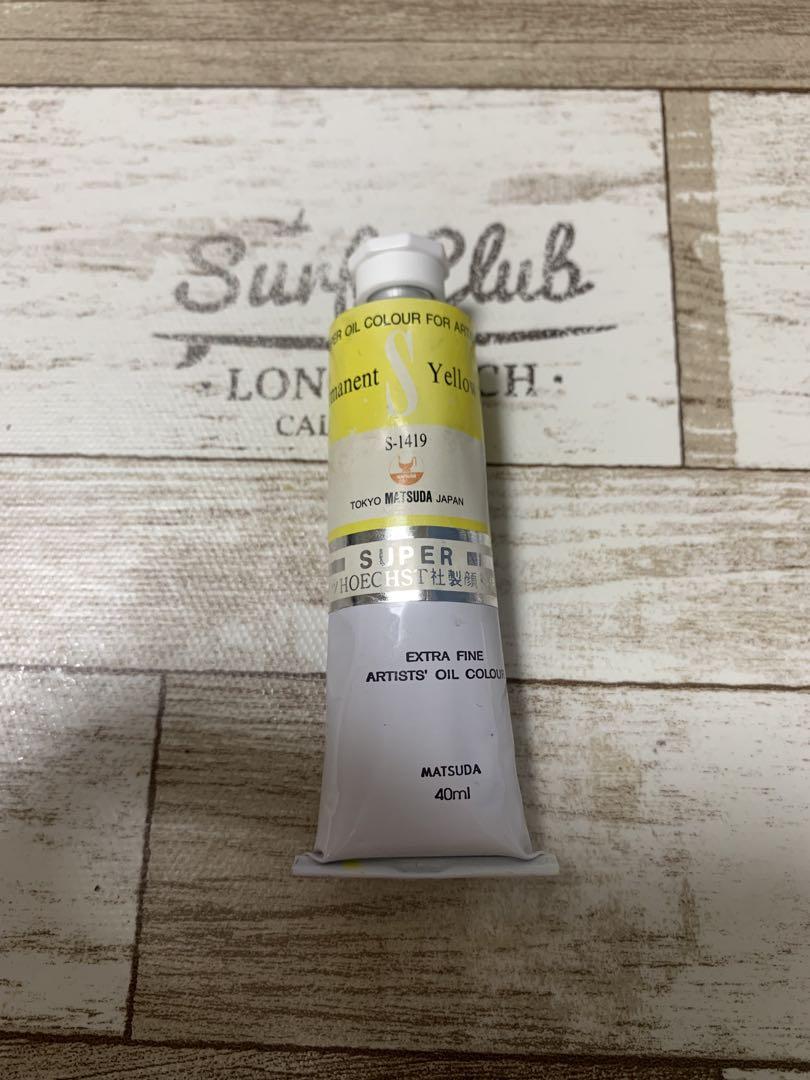 Surf Club
LON CH
CAL
ER OIL COLOUR FOR ART
manent S Yellow
S-1419
TOKYO MATSUDA JAPAN
SUPER
HOECHST社製顔
EXTRA FINE
ARTISTS' OIL COLOUR
MATSUDA
40ml